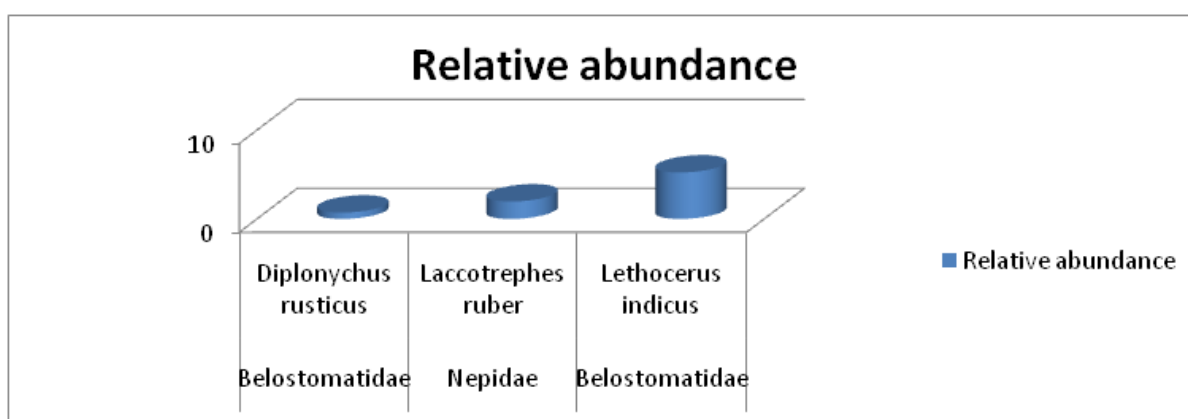 Relative abundance
10
0
Diplonychus
rusticus
Laccotrephes
ruber
Lethocerus
indicus
Belostomatidae
Nepidae
Belostomatidae
Relative abundance